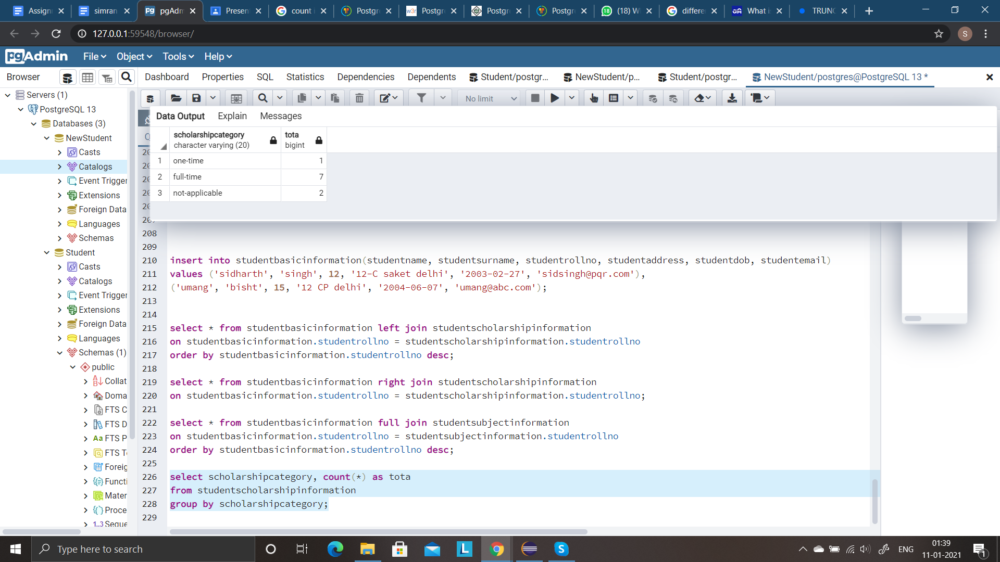 Assignm
simran
pgAdm
Present
count i
Postgr
Postgr
Postgr
Postgr
(18) W
differe
What i
TRUNC
127.0.0.1:59548/browser/
S
pgAdmin
File
Object
Tools
Help
Browser
Dashboard
Properties
SQL
Statistics
Dependencies
Dependents
Student/postgr...
NewStudent/p...
Student/postgr...
NewStudent/postgres@PostgreSQL 13 *
No limit
Servers (1)
PostgreSQL 13
Databases (3)
NewStudent
Casts
Catalogs
Event Trigger
Extensions
Foreign Data
Languages
Schemas
Student
Casts
Catalogs
Event Trigger
Extensions
Foreign Data
Languages
Schemas (1)
public
Collat
Doma
FTS C
FTS D
FTS P
FTS T
Foreig
Functi
Mater
Proce
Seque
Data Output
Explain
Messages
scholarshipcategory
character varying (20)
tota
bigint
1 one-time 1
2 full-time 7
3 not-applicable 2
208
209
210 insert into studentbasicinformation(studentname, studentsurname, studentrollno, studentaddress, studentdob, studentemail)
211 values ('sidharth', 'singh', 12, '12-C saket delhi', '2003-02-27', 'sidsingh@pqr.com'),
212 ('umang', 'bisht', 15, '12 CP delhi', '2004-06-07', 'umang@abc.com');
213
214
215 select * from studentbasicinformation left join studentscholarshipinformation
216 on studentbasicinformation.studentrollno = studentscholarshipinformation.studentrollno
217 order by studentbasicinformation.studentrollno desc;
218
219 select * from studentbasicinformation right join studentscholarshipinformation
220 on studentbasicinformation.studentrollno = studentscholarshipinformation.studentrollno;
221
222 select * from studentbasicinformation full join studentsubjectinformation
223 on studentbasicinformation.studentrollno = studentsubjectinformation.studentrollno
224 order by studentbasicinformation.studentrollno desc;
225
226 select scholarshipcategory, count(*) as tota
227 from studentscholarshipinformation
228 group by scholarshipcategory;
229
Type here to search
ENG
01:39
11-01-2021
1